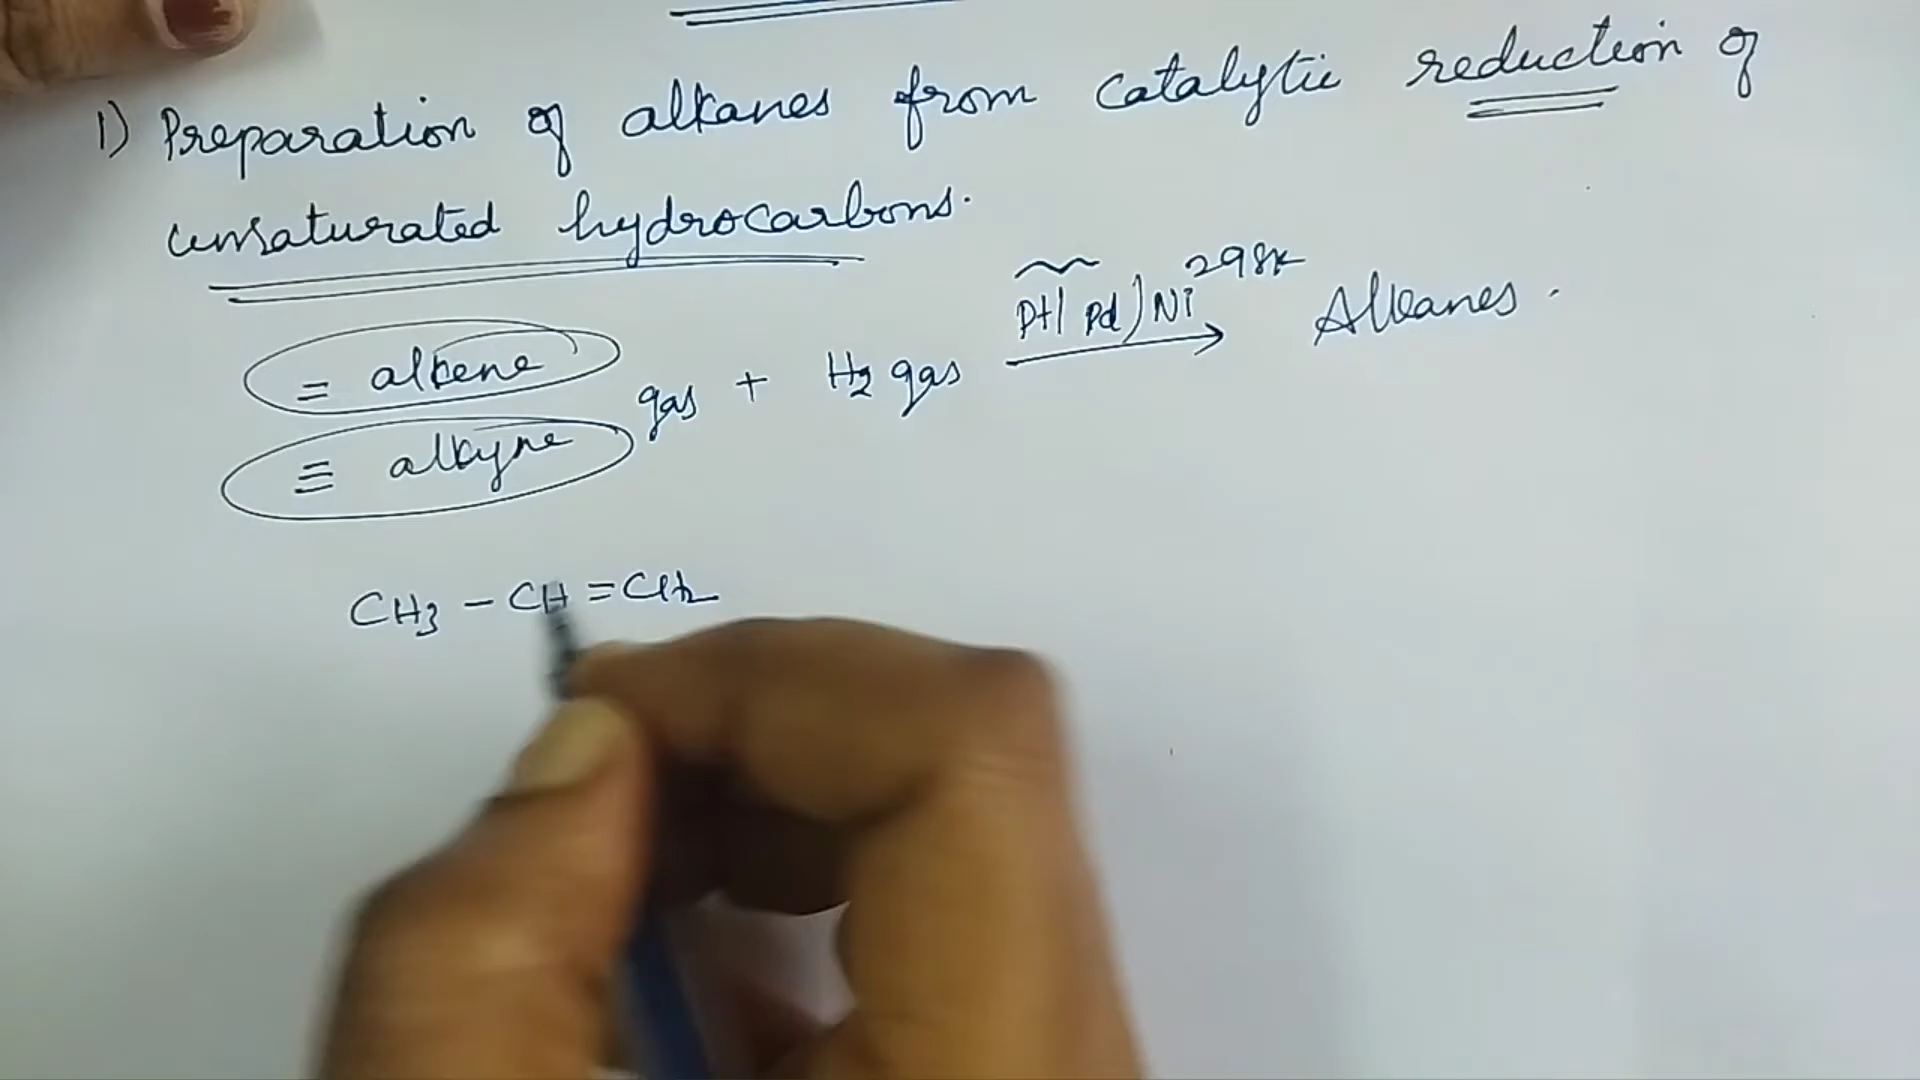 1) Preparation of alkanes from catalytic reduction of
unsaturated hydrocarbons.
= alkene
≡ alkyne
gas + H2 gas
Pt/Pd/Ni 298K
Alkanes.
CH3 - CH = CH2